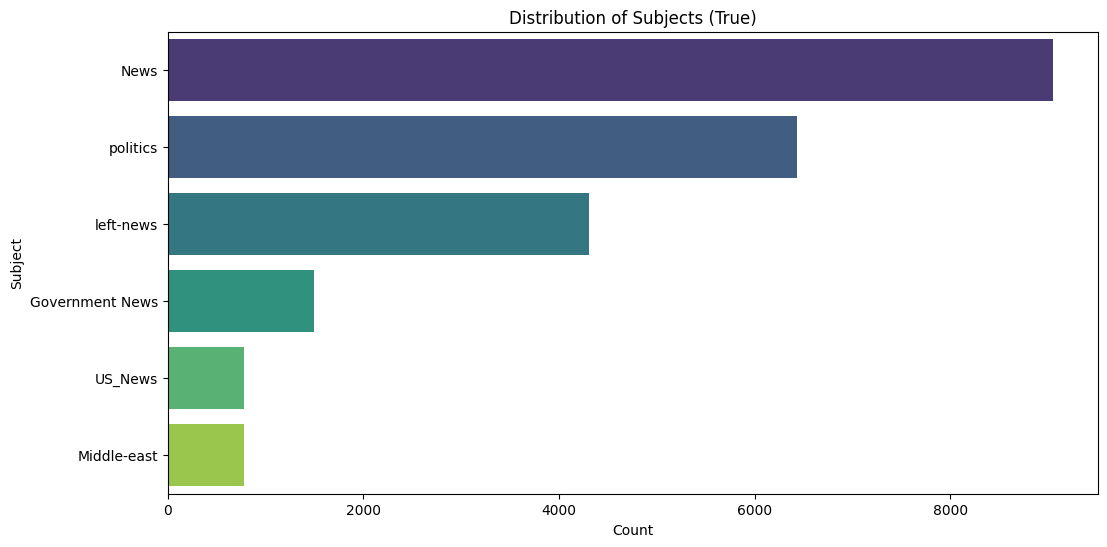 Distribution of Subjects (True)
News
politics
left-news
Government News
US_News
Middle-east
Subject
0 2000 4000 6000 8000
Count